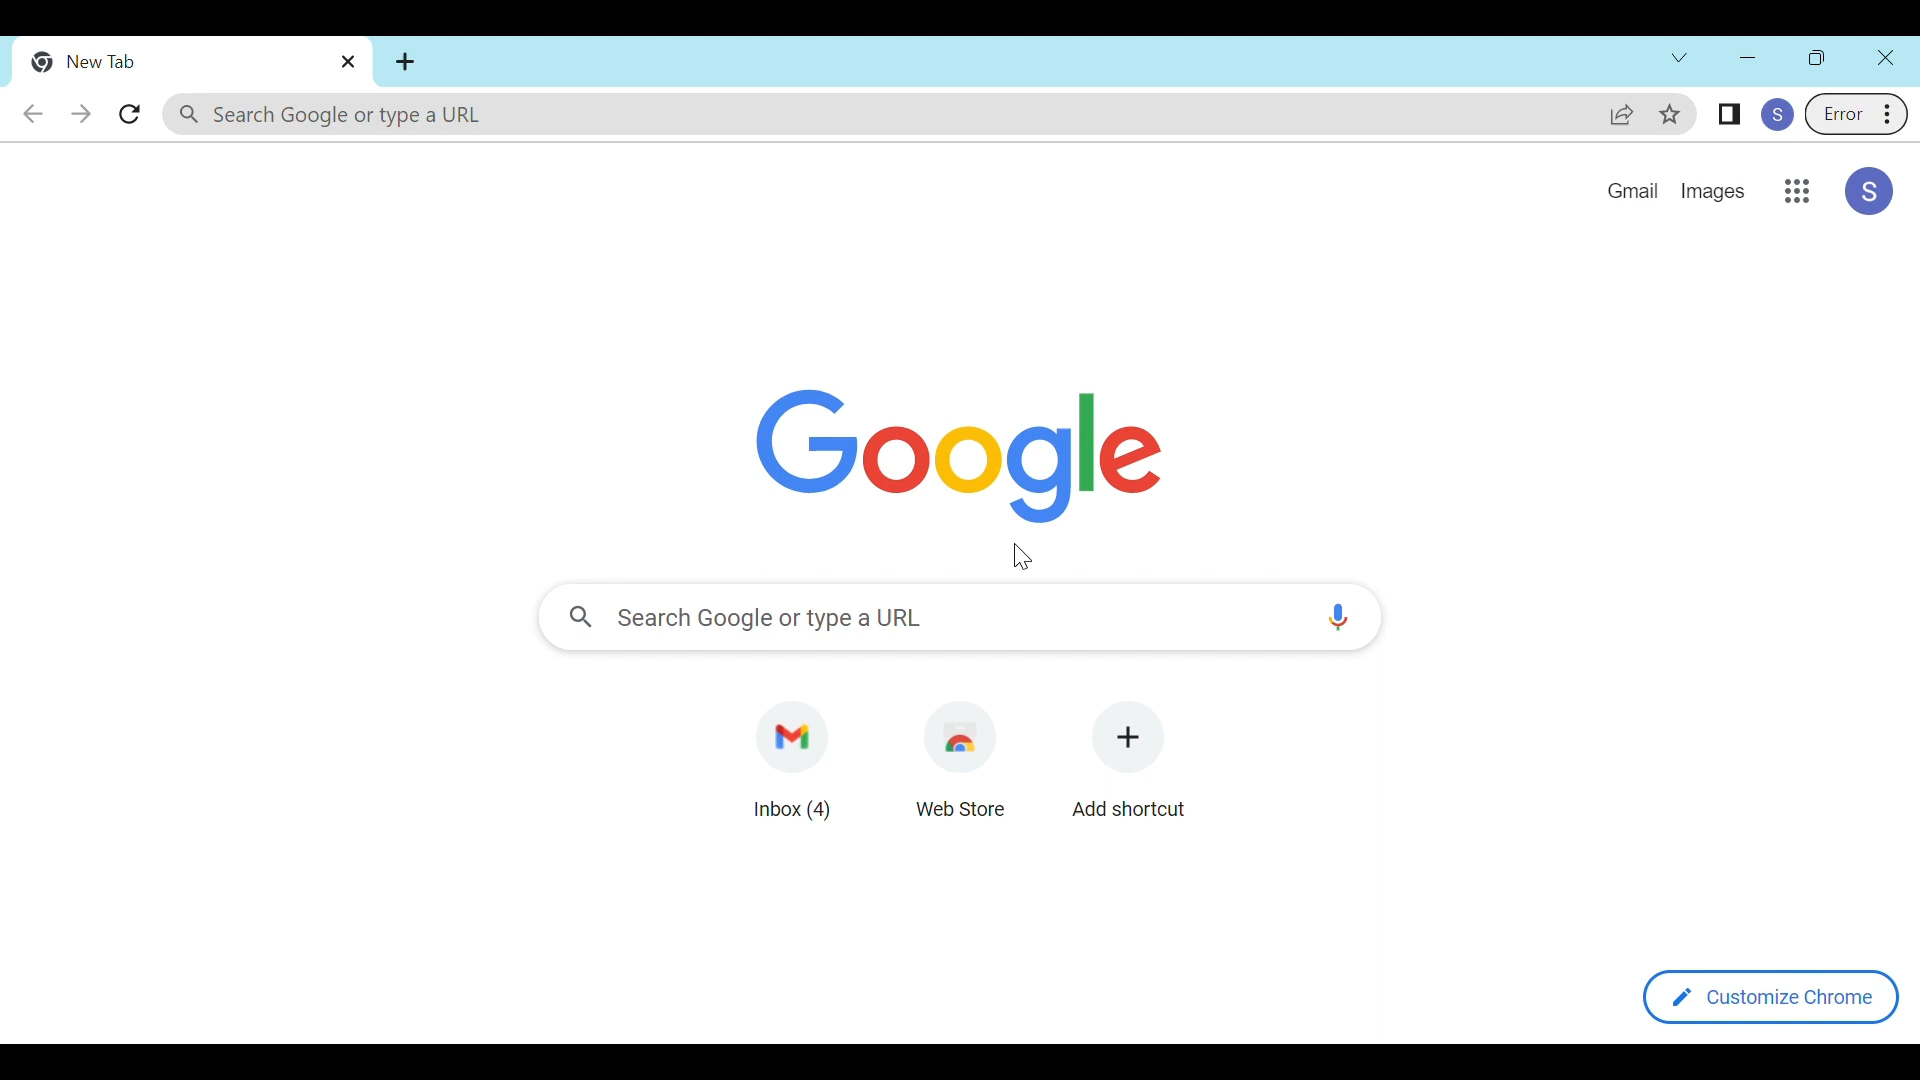 New Tab
Search Google or type a URL
S
Error
Gmail Images
S
Google
Search Google or type a URL
Inbox (4) Web Store Add shortcut
Customize Chrome